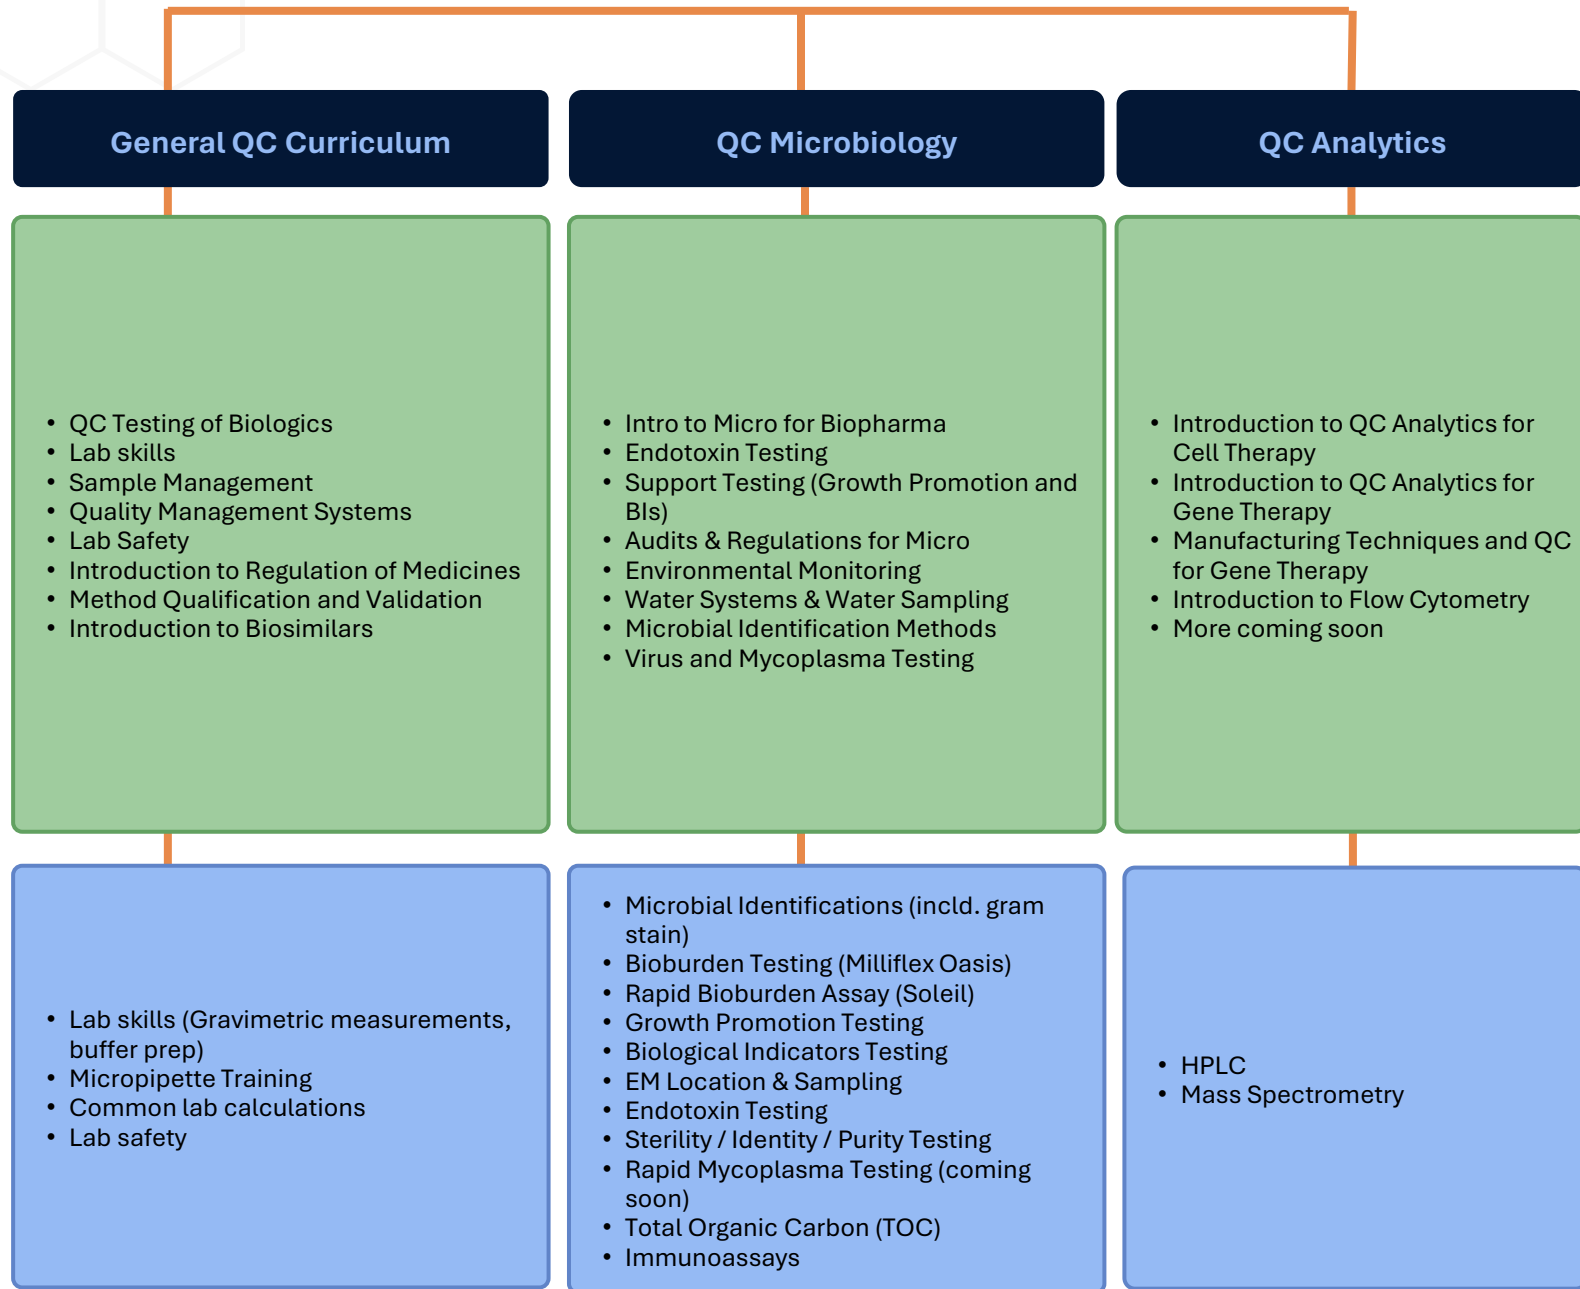 General QC Curriculum
QC Microbiology
QC Analytics
• QC Testing of Biologics
• Lab skills
• Sample Management
• Quality Management Systems
• Lab Safety
• Introduction to Regulation of Medicines
• Method Qualification and Validation
• Introduction to Biosimilars
• Intro to Micro for Biopharma
• Endotoxin Testing
• Support Testing (Growth Promotion and
BIs)
• Audits & Regulations for Micro
• Environmental Monitoring
• Water Systems & Water Sampling
• Microbial Identification Methods
• Virus and Mycoplasma Testing
• Introduction to QC Analytics for
Cell Therapy
• Introduction to QC Analytics for
Gene Therapy
• Manufacturing Techniques and QC
for Gene Therapy
• Introduction to Flow Cytometry
• More coming soon
• Lab skills (Gravimetric measurements,
buffer prep)
• Micropipette Training
• Common lab calculations
• Lab safety
• Microbial Identifications (incld. gram
stain)
• Bioburden Testing (Milliflex Oasis)
• Rapid Bioburden Assay (Soleil)
• Growth Promotion Testing
• Biological Indicators Testing
• EM Location & Sampling
• Endotoxin Testing
• Sterility / Identity / Purity Testing
• Rapid Mycoplasma Testing (coming
soon)
• Total Organic Carbon (TOC)
• Immunoassays
• HPLC
• Mass Spectrometry